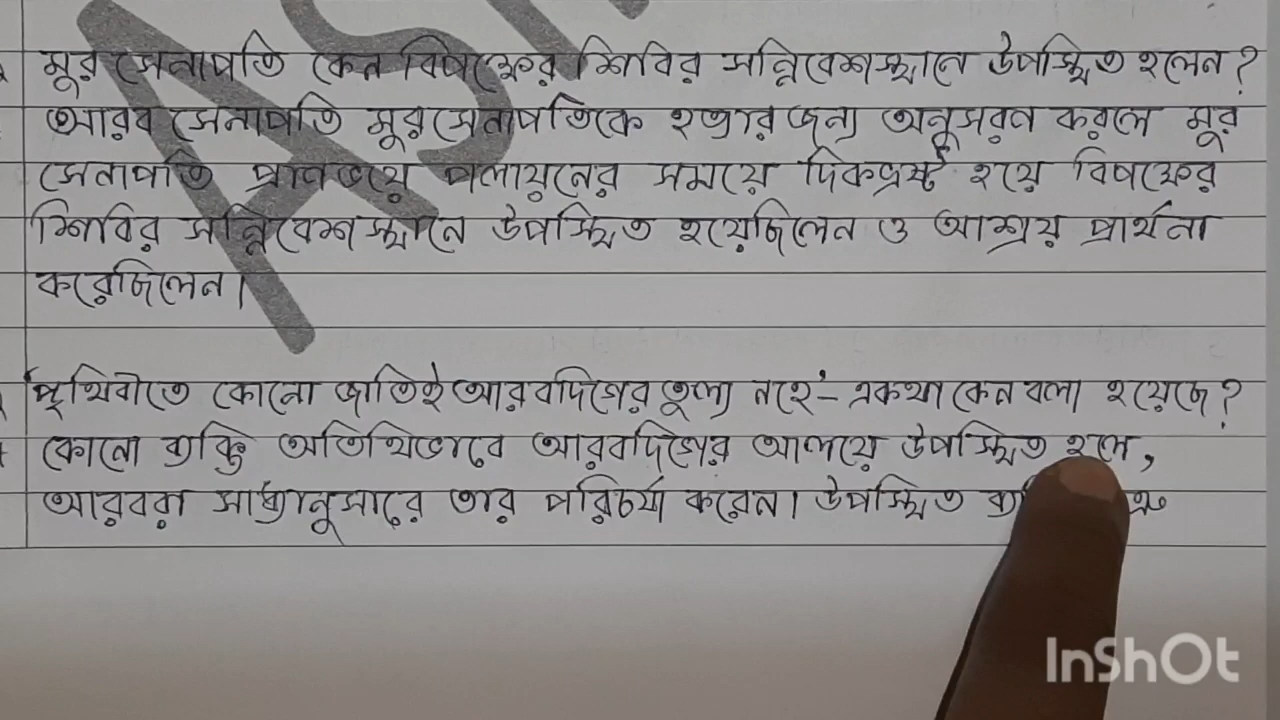 মুর সেনাপতি কেন বিপক্ষের শিবির সন্নিবেশস্থানে উপস্থিত হলেন?
আরব সেনাপতি মুরসেনাপতিকে হত্যার জন্য অনুসরন করলে মুর
সেনাপতি প্রাণভয়ে পলায়নের সময়ে দিকভ্রষ্ট হয়ে বিপক্ষের
শিবির সন্নিবেশস্থানে উপস্থিত হয়েছিলেন ও আশ্রয় প্রার্থনা
করেছিলেন।
'পৃথিবীতে কোনো জাতিই আরবদিগের তুল্য নহে'- একথা কেন বলা হয়েছে?
কোনো ব্যক্তি অতিথিভাবে আরবদিগের আলয়ে উপস্থিত হলে,
আরবরা সাধ্যানুসারে তার পরিচর্যা করেন। উপস্থিত
InShOt